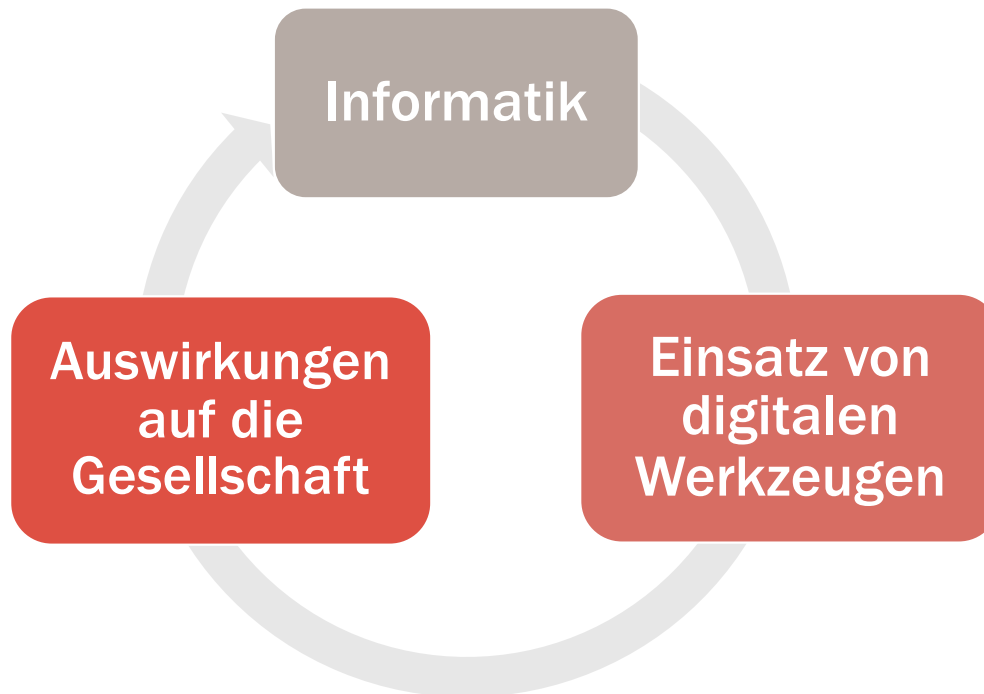 Informatik
Einsatz von
digitalen
Werkzeugen
Auswirkungen
auf die
Gesellschaft